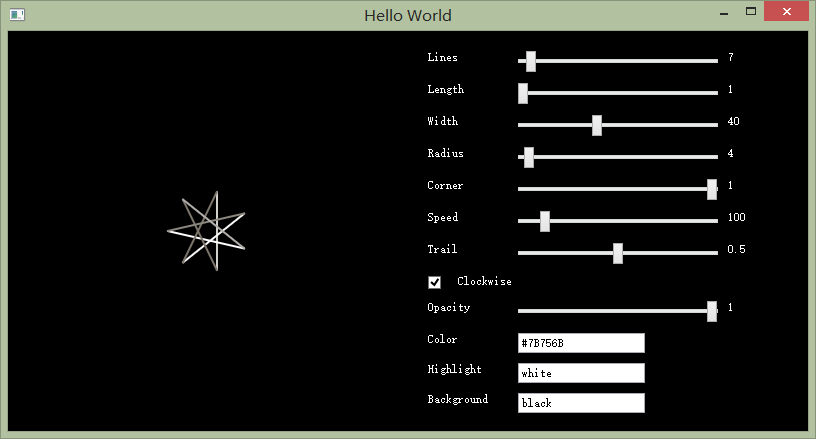 Hello World
Lines 7
Length 1
Width 40
Radius 4
Corner 1
Speed 100
Trail 0.5
Clockwise
Opacity 1
Color #7B756B
Highlight white
Background black